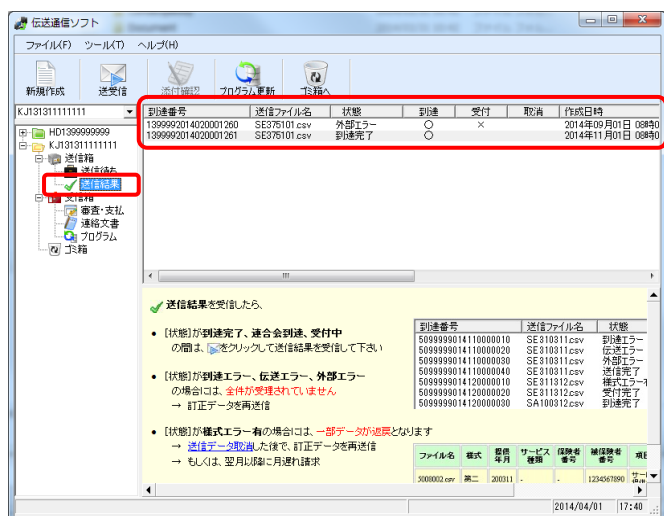 伝送通信ソフト
ファイル(F) ツール(T) ヘルプ(H)
新規作成 送受信 添付確認 プログラム更新 ゴミ箱へ
KJ131311111111
HD1399999999
KJ131311111111
送信箱
送信待ち
送信結果
受信箱
審査・支払
連絡文書
プログラム
ゴミ箱
到達番号 送信ファイル名 状態 到達 受付 取消 作成日時
1399992014020001260 SE375101.csv 外部エラー ○ × 2014年09月01日 08時
1399992014020001261 SE375101.csv 到達完了 ○ 2014年11月01日 08時
送信結果を受信したら、
• [状態]が到達完了、連合会到達、受付中
の間は、をクリックして送信結果を受信して下さい
• [状態]が到達エラー、伝送エラー、外部エラー
の場合には、全件が受理されていません
→ 訂正データを再送信
• [状態]が様式エラー有の場合には、一部データが返戻となります
→ 送信データ取消した後で、訂正データを再送信
→ もしくは、翌月以降に月遅れ請求
到達番号 送信ファイル名 状態
5099999014110000010 SE310311.csv 到達エラ
5099999014110000020 SE310311.csv 伝送エラ
5099999014110000030 SE310311.csv 外部エラ
5099999014110000040 SE310311.csv 送信完了
5099999014120000010 SE311312.csv 様式エラー
5099999014120000020 SE311312.csv 受付完了
5099999014120000030 SA100312.csv 到達完了
ファイル名 様式 提供年月 サービス種類 保険者番号 被保険者番号 項
5008002.csv 第二 200311 - - 1234567890 サー
2014/04/01 17:40